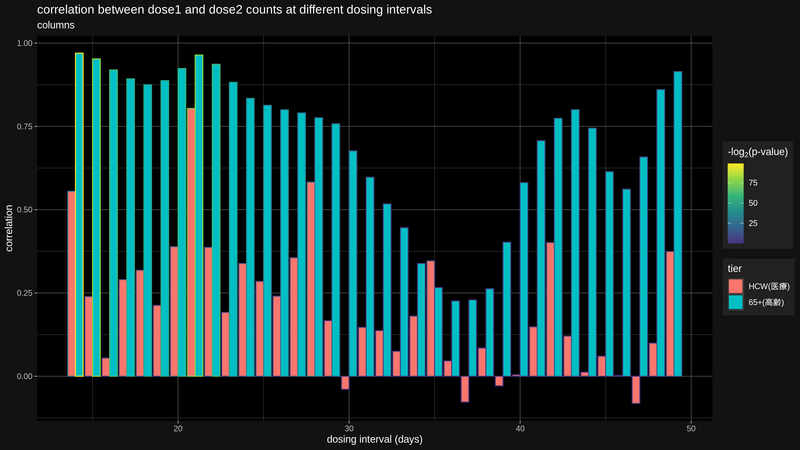 correlation between dose1 and dose2 counts at different dosing intervals
columns
1.00
0.75
0.50
0.25
0.00
correlation
20
30
40
50
dosing interval (days)
-log₂(p-value)
75
50
25
tier
HCW(医療)
65+(高齢)